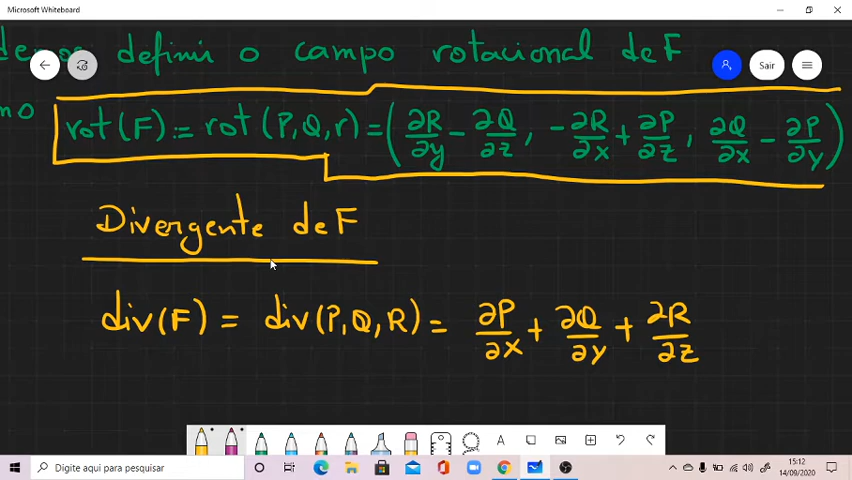 Microsoft Whiteboard
demos definir o campo rotacional de F
mo
rot(F):= rot(P,Q,r)=(∂R/∂y - ∂Q/∂z, -∂R/∂x + ∂P/∂z, ∂Q/∂x - ∂P/∂y)
Sair
Divergente de F
div(F) = div(P,Q,R) = ∂P/∂x + ∂Q/∂y + ∂R/∂z
A
Digite aqui para pesquisar
15:12
14/09/2020